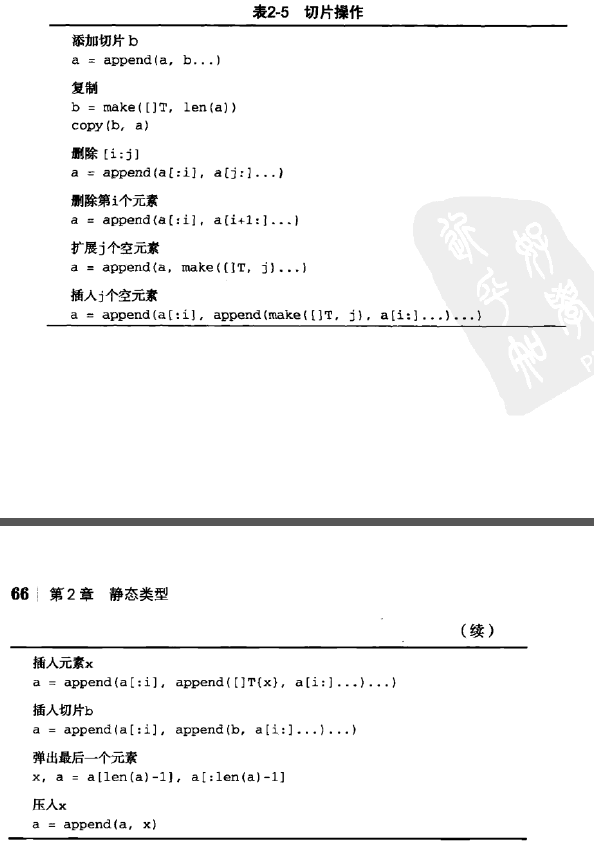 表2-5 切片操作
添加切片 b
a = append(a, b...)
复制
b = make([]T, len(a))
copy(b, a)
删除 [i:j]
a = append(a[:i], a[j:]...)
删除第i个元素
a = append(a[:i], a[i+1:]...)
扩展j个空元素
a = append(a, make([]T, j)...)
插入j个空元素
a = append(a[:i], append(make([]T, j), a[i:]...)...)
66 第2章 静态类型
（续）
插入元素x
a = append(a[:i], append([]T{x}, a[i:]...)...)
插入切片b
a = append(a[:i], append(b, a[i:]...)...)
弹出最后一个元素
x, a = a[len(a)-1], a[:len(a)-1]
压入x
a = append(a, x)